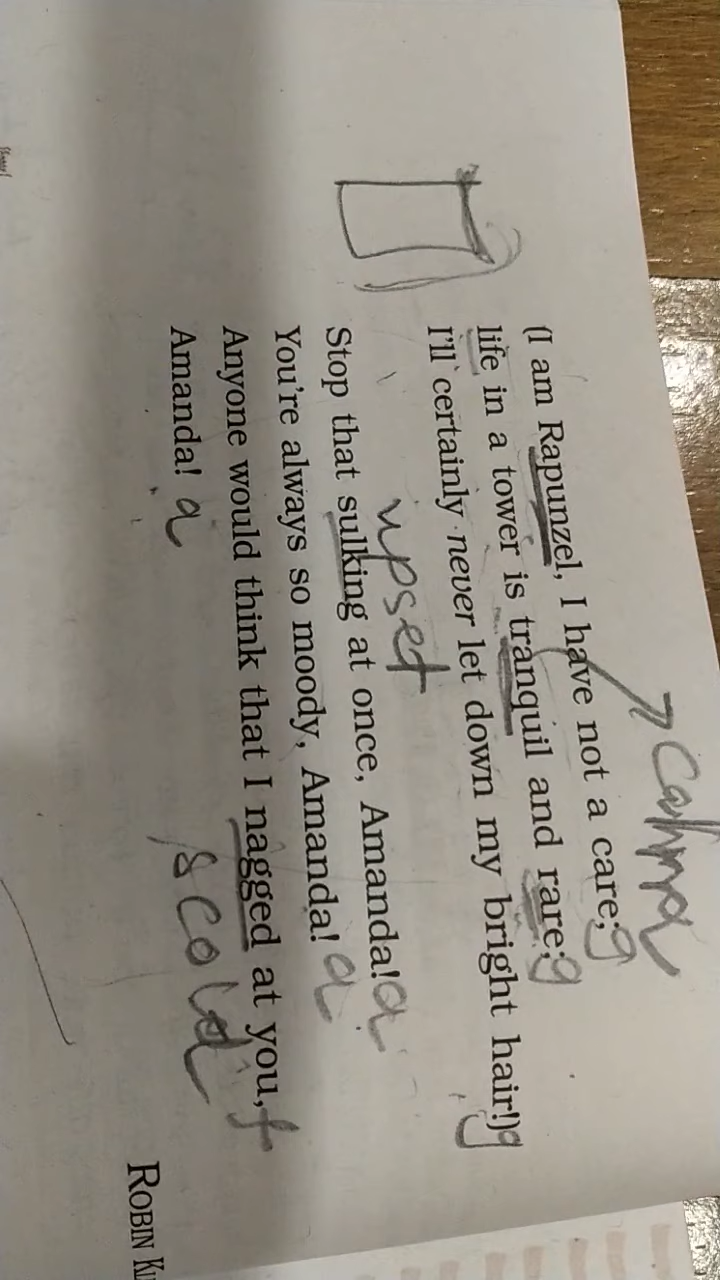 (I am Rapunzel, I have not a care; g
life in a tower is tranquil and rare; g
I'll certainly never let down my bright hair!) g
upset
Stop that sulking at once, Amanda! a
You're always so moody, Amanda! a
Anyone would think that I nagged at you, f
scold
Amanda! a
ROBIN